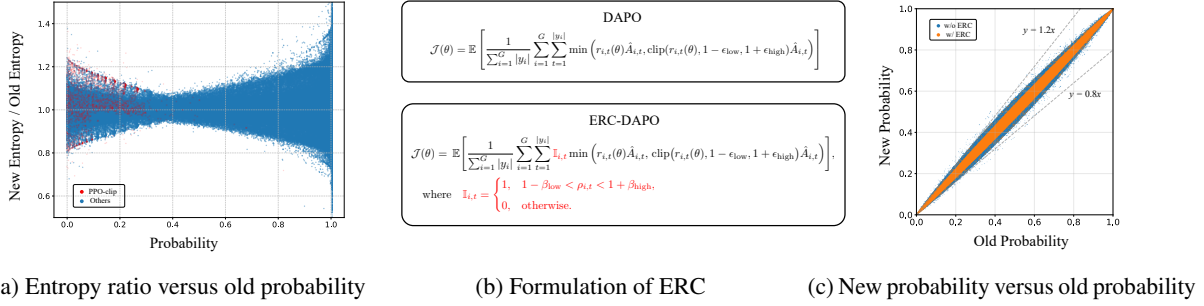 New Entropy / Old Entropy
1.4
1.2
1.0
0.8
0.6
PPO-clip
Others
0.0 0.2 0.4 0.6 0.8 1.0
Probability
a) Entropy ratio versus old probability
DAPO
𝒥(θ) = 𝔼[ 1 / ∑_{i=1}^{G} |y_i| ∑_{i=1}^{G} ∑_{t=1}^{|y_i|} min ( r_{i,t}(θ)Â_{i,t}, clip(r_{i,t}(θ), 1 − ϵ_low, 1 + ϵ_high)Â_{i,t} ) ]
ERC-DAPO
𝒥(θ) = 𝔼[ 1 / ∑_{i=1}^{G} |y_i| ∑_{i=1}^{G} ∑_{t=1}^{|y_i|} 𝕀_{i,t} min ( r_{i,t}(θ)Â_{i,t}, clip(r_{i,t}(θ), 1 − ϵ_low, 1 + ϵ_high)Â_{i,t} ) ],
where 𝕀_{i,t} = { 1, 1 − β_low < ρ_{i,t} < 1 + β_high,
0, otherwise.
(b) Formulation of ERC
New Probability
1.0
0.8
0.6
0.4
0.2
0.0
w/o ERC
w/ ERC
y = 1.2x
y = 0.8x
0.0 0.2 0.4 0.6 0.8 1.0
Old Probability
(c) New probability versus old probability